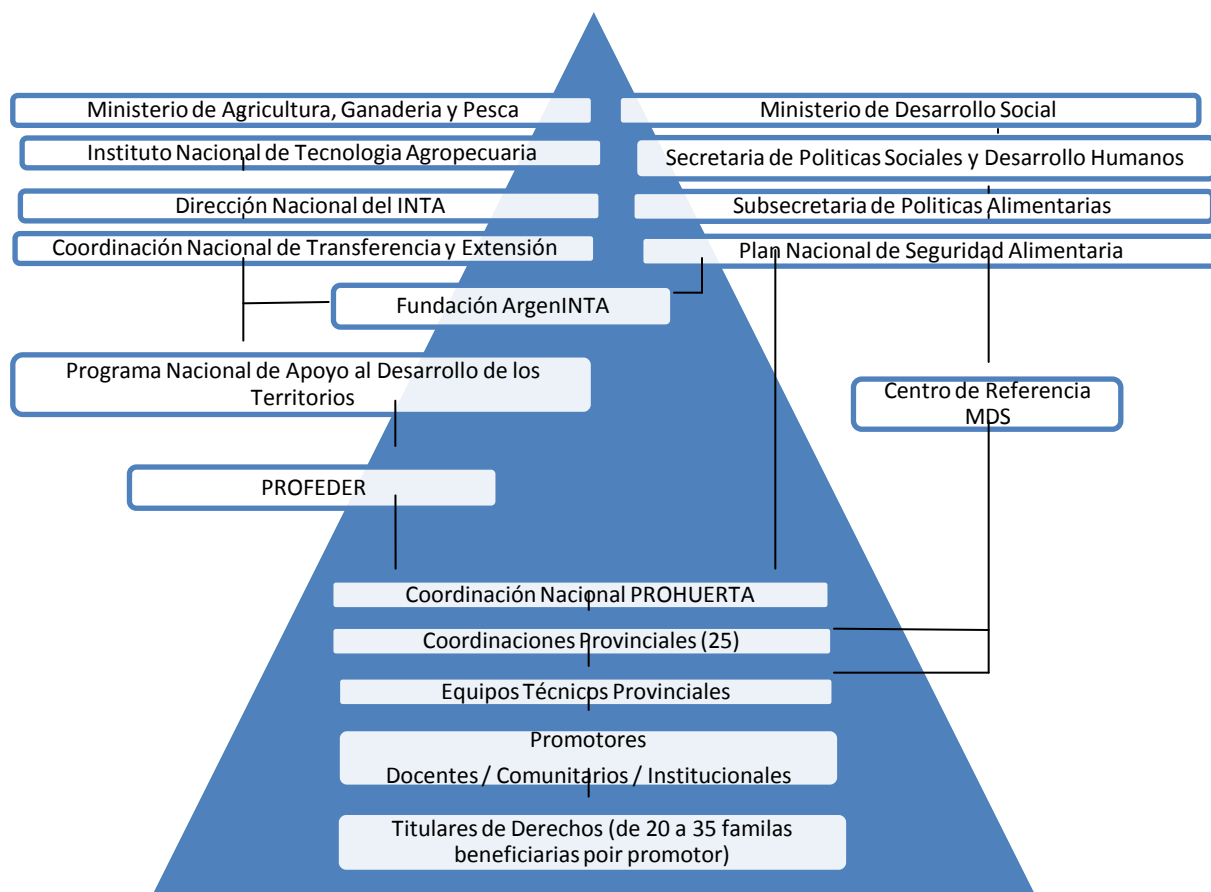 Ministerio de Agricultura, Ganaderia y Pesca
Ministerio de Desarrollo Social
Instituto Nacional de Tecnologia Agropecuaria
Secretaria de Politicas Sociales y Desarrollo Humanos
Dirección Nacional del INTA
Subsecretaria de Politicas Alimentarias
Coordinación Nacional de Transferencia y Extensión
Plan Nacional de Seguridad Alimentaria
Fundación ArgenINTA
Programa Nacional de Apoyo al Desarrollo de los
Territorios
Centro de Referencia
MDS
PROFEDER
Coordinación Nacional PROHUERTA
Coordinaciones Provinciales (25)
Equipos Técnicos Provinciales
Promotores
Docentes / Comunitarios / Institucionales
Titulares de Derechos (de 20 a 35 familas
beneficiarias poir promotor)